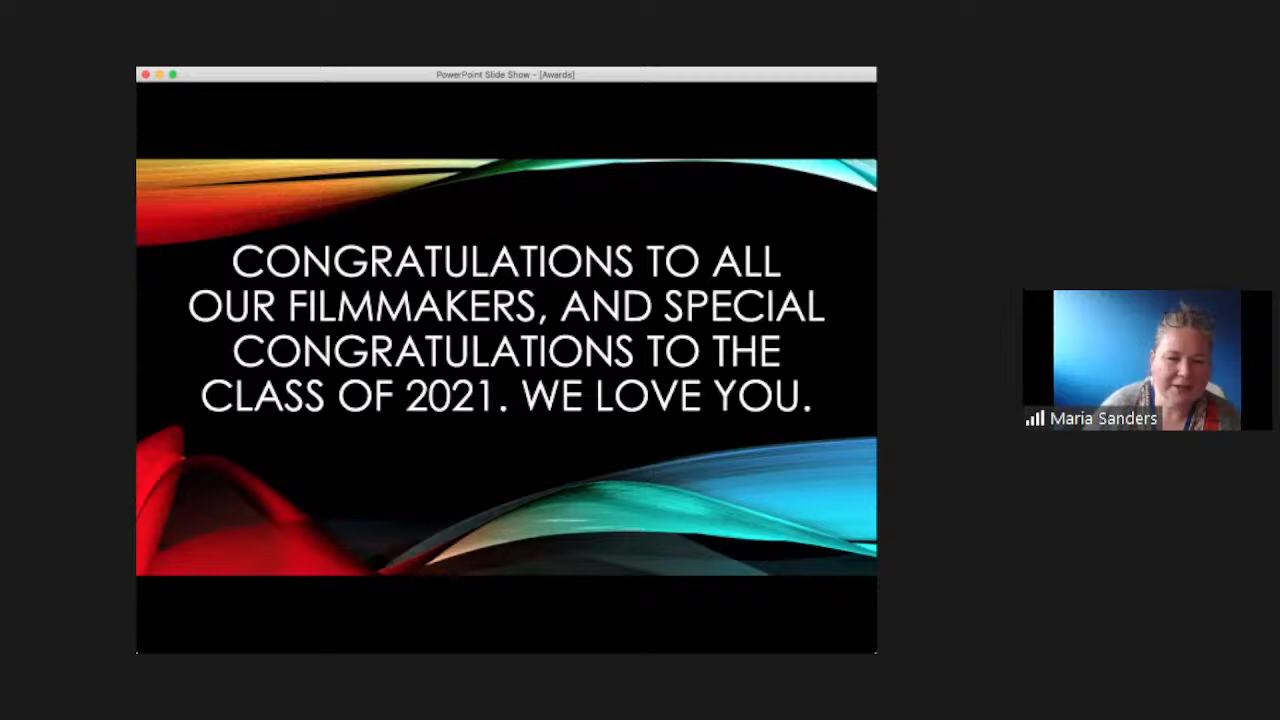 PowerPoint Slide Show - [Awards]
CONGRATULATIONS TO ALL
OUR FILMMAKERS, AND SPECIAL
CONGRATULATIONS TO THE
CLASS OF 2021. WE LOVE YOU.
Maria Sanders